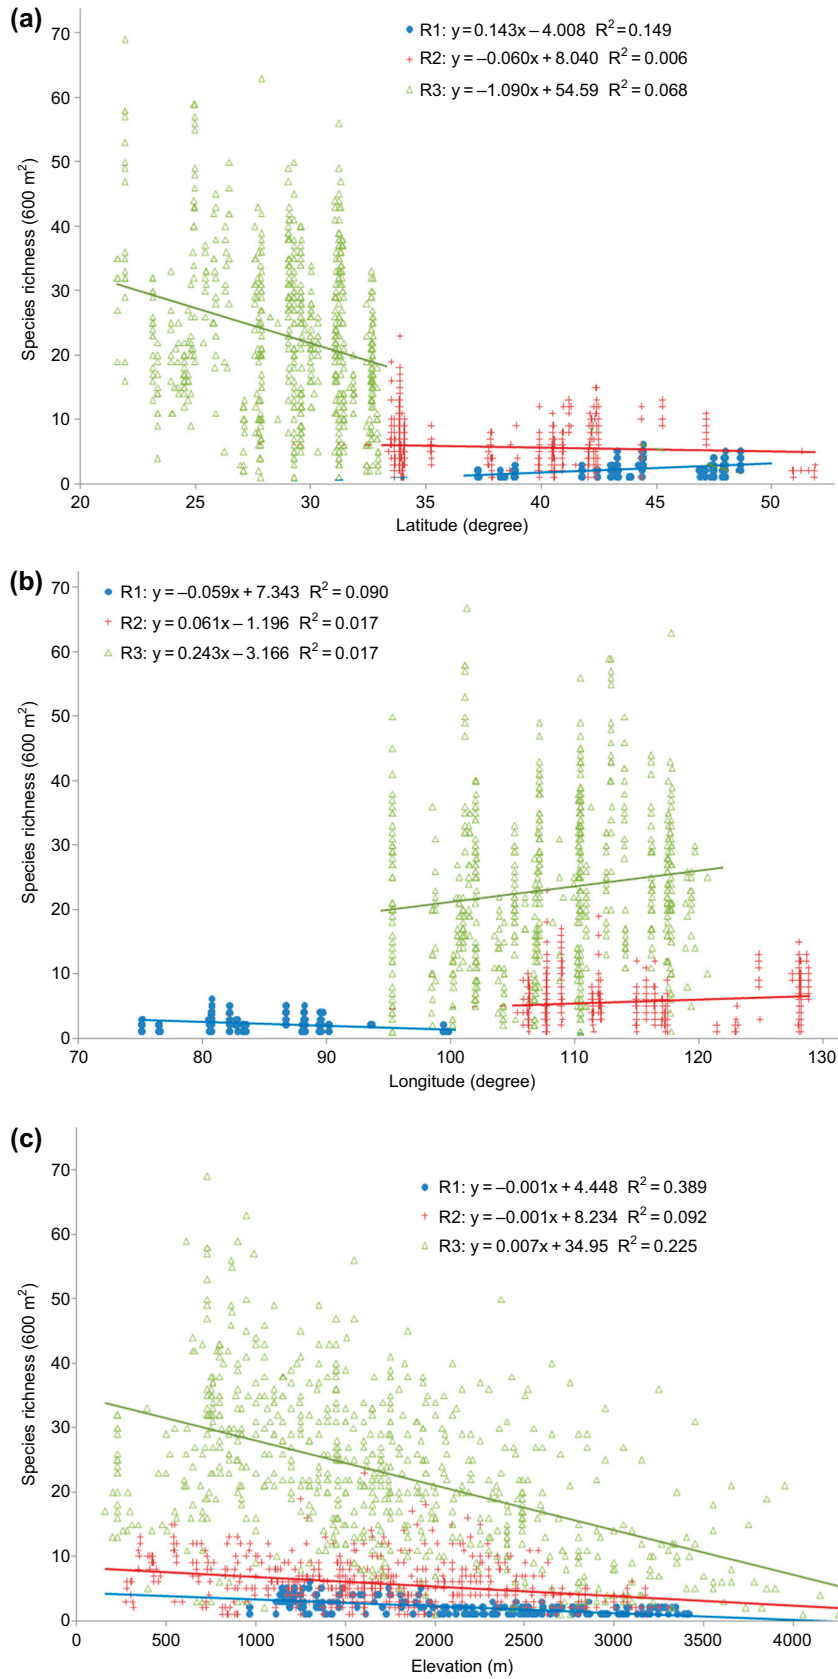 (a)
R1: y=0.143x–4.008 R²=0.149
R2: y=–0.060x+8.040 R²=0.006
R3: y=–1.090x+54.59 R²=0.068
Species richness (600 m²)
70
60
50
40
30
20
10
0
20 25 30 35 40 45 50
Latitude (degree)
(b)
R1: y=–0.059x+7.343 R²=0.090
R2: y=0.061x–1.196 R²=0.017
R3: y=0.243x–3.166 R²=0.017
Species richness (600 m²)
70
60
50
40
30
20
10
0
70 80 90 100 110 120 130
Longitude (degree)
(c)
R1: y=–0.001x+4.448 R²=0.389
R2: y=–0.001x+8.234 R²=0.092
R3: y=0.007x+34.95 R²=0.225
Species richness (600 m²)
70
60
50
40
30
20
10
0
0 500 1000 1500 2000 2500 3000 3500 4000
Elevation (m)